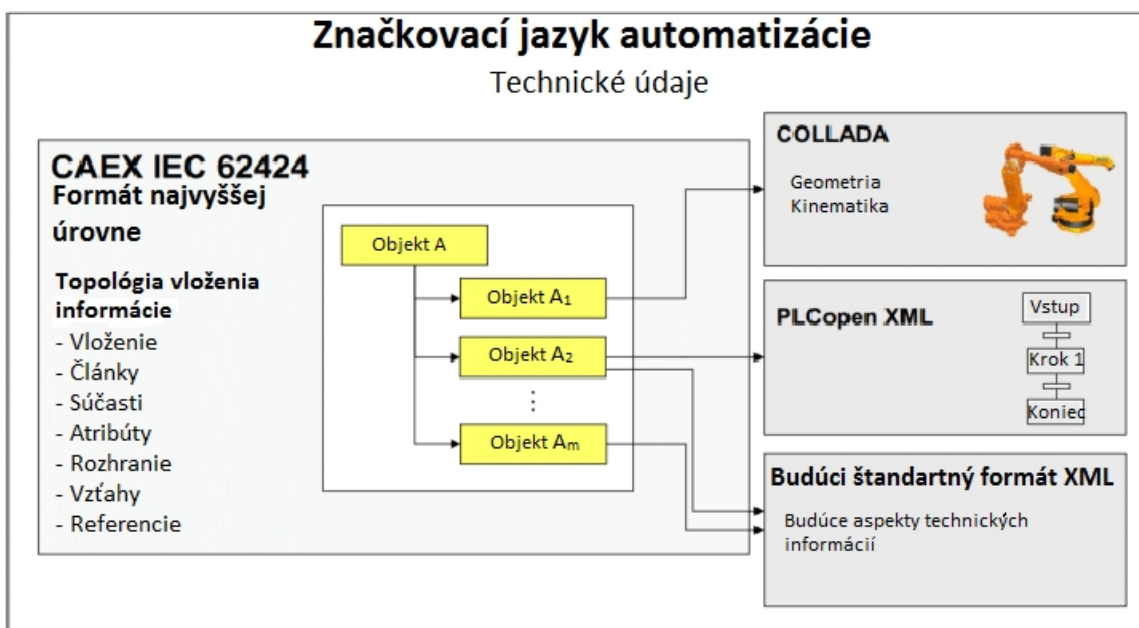 Značkovací jazyk automatizácie
Technické údaje
CAEX IEC 62424
Formát najvyššej
úrovne
Topológia vloženia
informácie
- Vloženie
- Články
- Súčasti
- Atribúty
- Rozhranie
- Vzťahy
- Referencie
Objekt A
Objekt A₁
Objekt A₂
Objekt Aₘ
COLLADA
Geometria
Kinematika
PLCopen XML
Vstup
Krok 1
Koniec
Budúci štandartný formát XML
Budúce aspekty technických
informácií